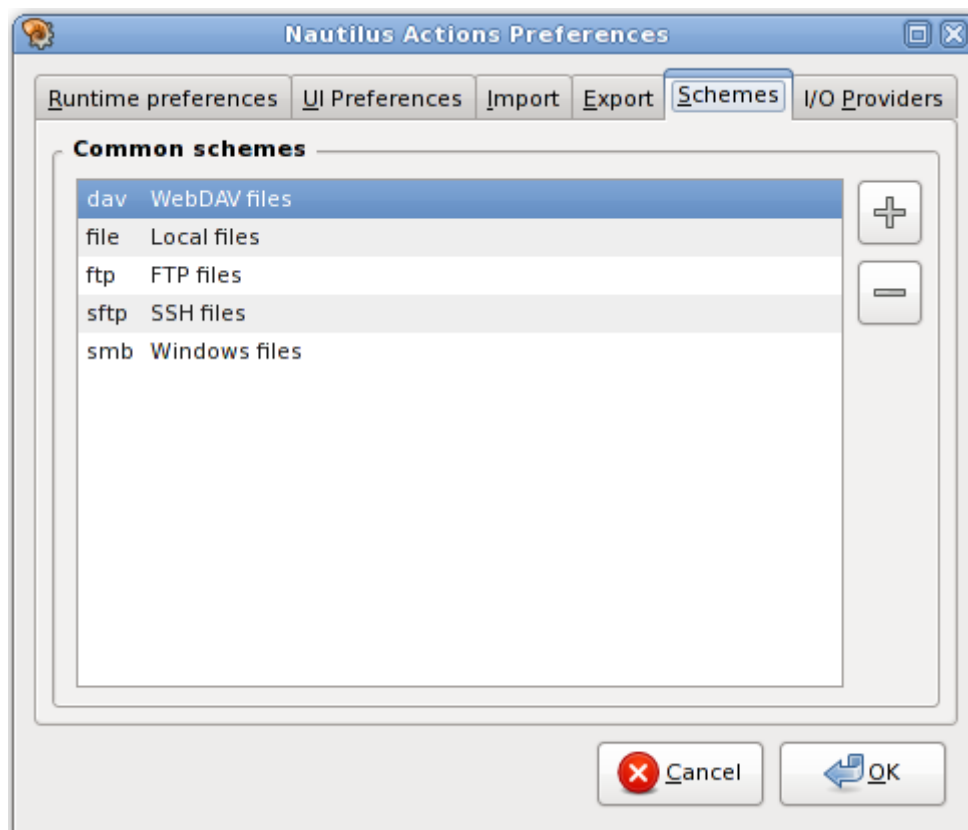 Nautilus Actions Preferences
Runtime preferences UI Preferences Import Export Schemes I/O Providers
Common schemes
dav WebDAV files
file Local files
ftp FTP files
sftp SSH files
smb Windows files
Cancel OK